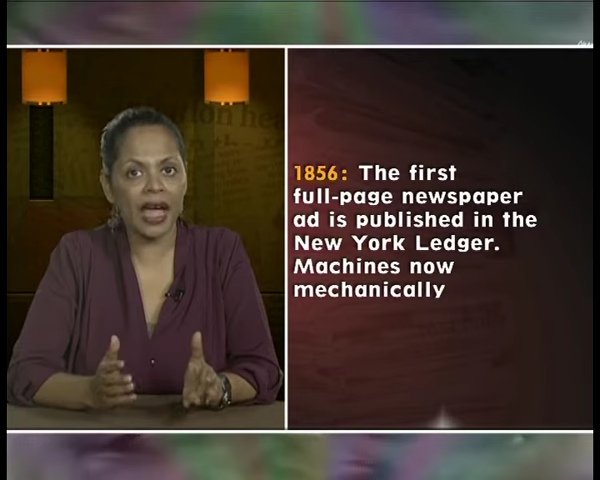 1856: The first
full-page newspaper
ad is published in the
New York Ledger.
Machines now
mechanically